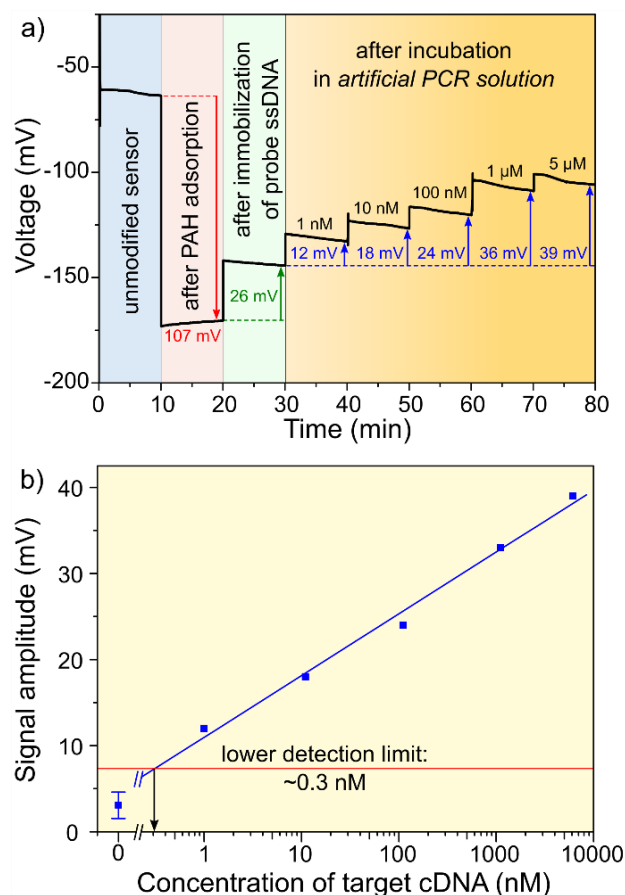 a)
-50
-100
-150
-200
Voltage (mV)
unmodified sensor
after PAH adsorption
after immobilization
of probe ssDNA
after incubation
in artificial PCR solution
1 nM
10 nM
100 nM
1 µM
5 µM
12 mV
18 mV
24 mV
36 mV
39 mV
26 mV
107 mV
0 10 20 30 40 50 60 70 80
Time (min)
b)
40
30
20
10
0
Signal amplitude (mV)
lower detection limit:
~0.3 nM
0 1 10 100 1000 10000
Concentration of target cDNA (nM)